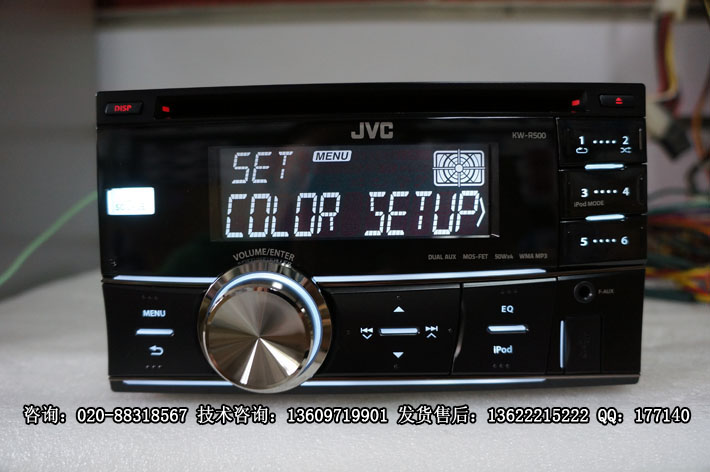 DISP
JVC
KW-R500
SET MENU
COLOR SETUP
1 2
3 4
iPod MODE
5 6
VOLUME/ENTER
DUAL AUX MOS-FET 50Wx4 WMA MP3
MENU
EQ
iPod
F-AUX
咨询: 020-88318567 技术咨询: 13609719901 发货售后: 13622215222 QQ: 177140